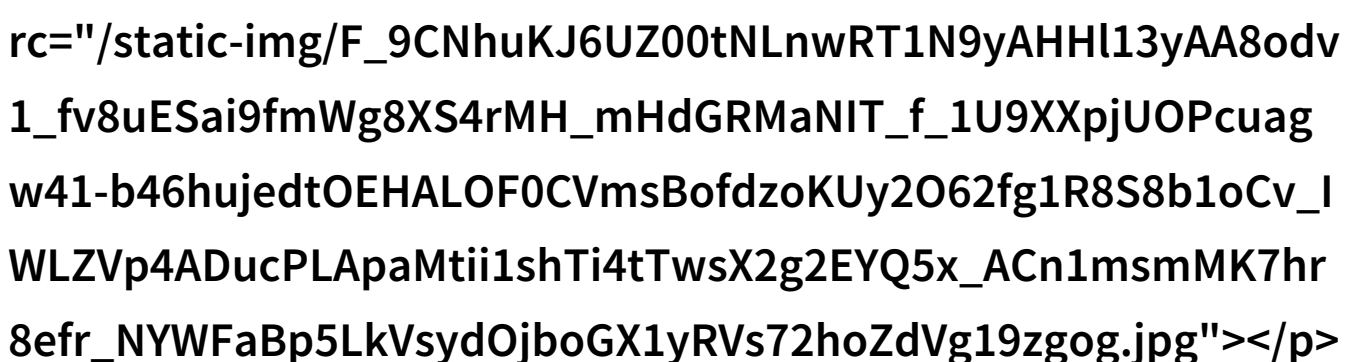 rc="/static-img/F_9CNhuKJ6UZ00tNLnwRT1N9yAHHl13yAA8odv
1_fv8uESai9fmWg8XS4rMH_mHdGRMaNIT_f_1U9XXpjUOPcuag
w41-b46hujedtOEHALOF0CVmsBofdzoKUy2O62fg1R8S8b1oCv_I
WLZVp4ADucPLApaMtii1shTi4tTwsX2g2EYQ5x_ACn1msmMK7hr
8efr_NYWFaBp5LkVsydOjboGX1yRVs72hoZdVg19zgog.jpg"></p>